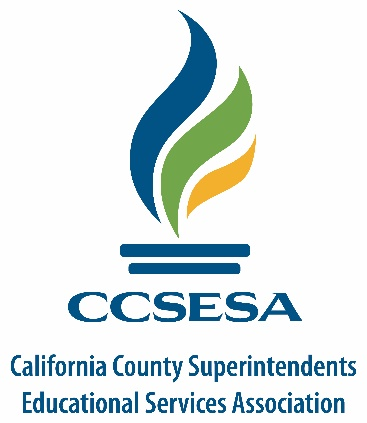 CCSESA
California County Superintendents
Educational Services Association